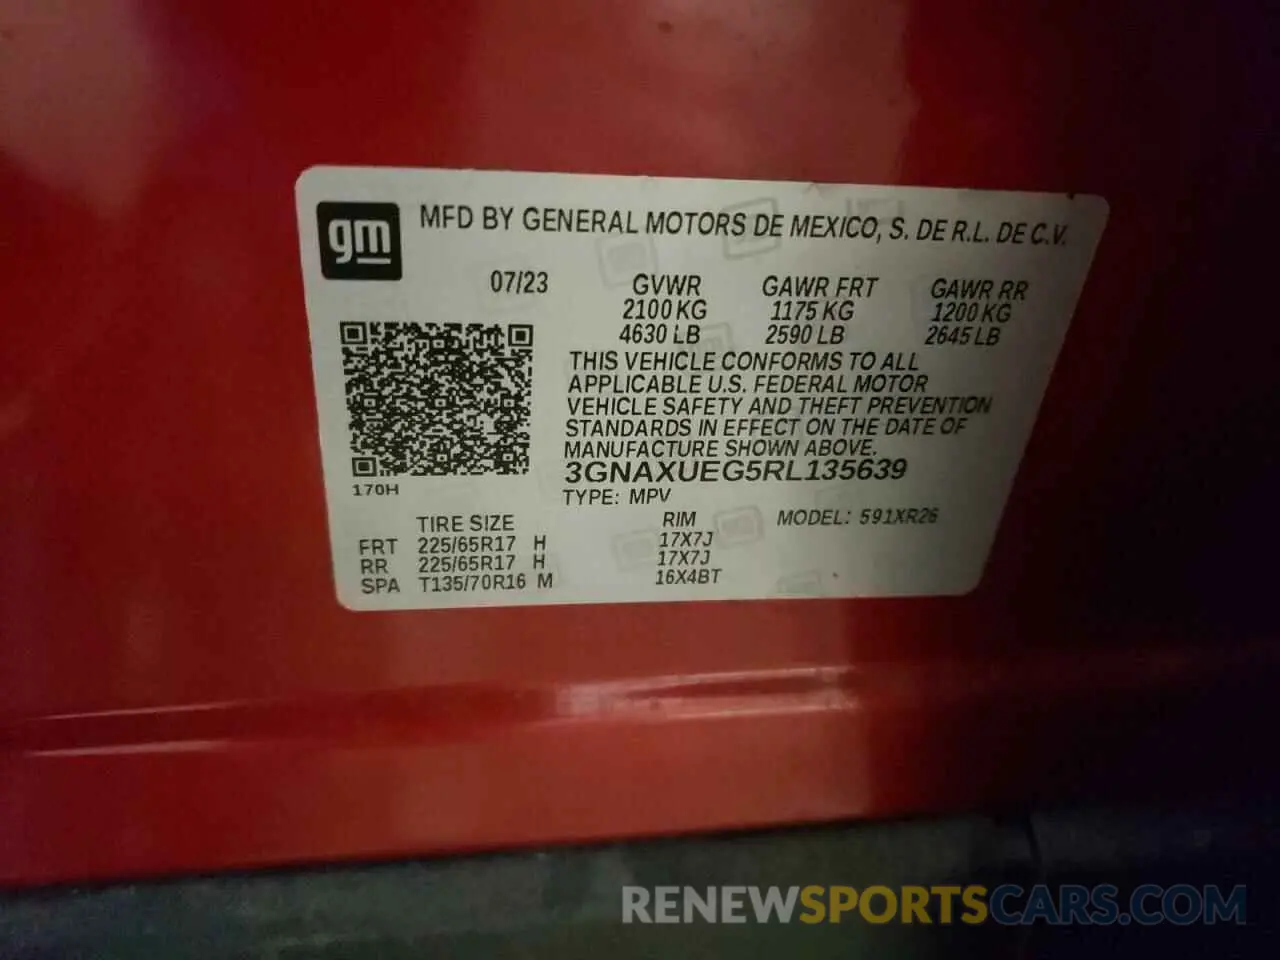 gm MFD BY GENERAL MOTORS DE MEXICO, S. DE R.L. DE C.V.
07/23 GVWR GAWR FRT GAWR RR
2100 KG 1175 KG 1200 KG
4630 LB 2590 LB 2645 LB
THIS VEHICLE CONFORMS TO ALL
APPLICABLE U.S. FEDERAL MOTOR
VEHICLE SAFETY AND THEFT PREVENTION
STANDARDS IN EFFECT ON THE DATE OF
MANUFACTURE SHOWN ABOVE.
3GNAXUEG5RL135639
170H
TYPE: MPV
TIRE SIZE RIM MODEL: 591XR26
FRT 225/65R17 H 17X7J
RR 225/65R17 H 17X7J
SPA T135/70R16 M 16X4BT
RENEWSPORTSCARS.COM